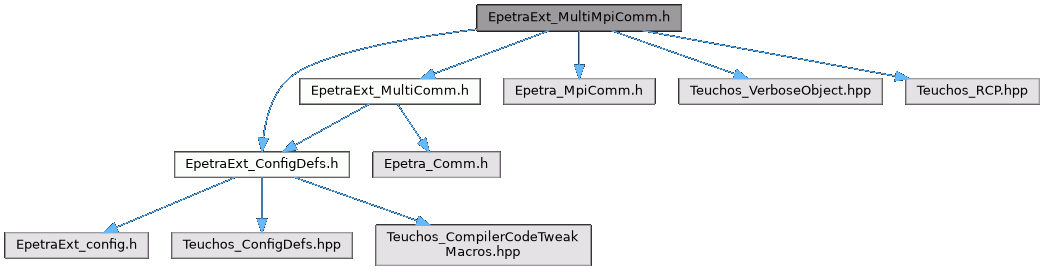 EpetraExt_MultiMpiComm.h
EpetraExt_MultiComm.h
Epetra_MpiComm.h
Teuchos_VerboseObject.hpp
Teuchos_RCP.hpp
EpetraExt_ConfigDefs.h
Epetra_Comm.h
EpetraExt_config.h
Teuchos_ConfigDefs.hpp
Teuchos_CompilerCodeTweak
Macros.hpp